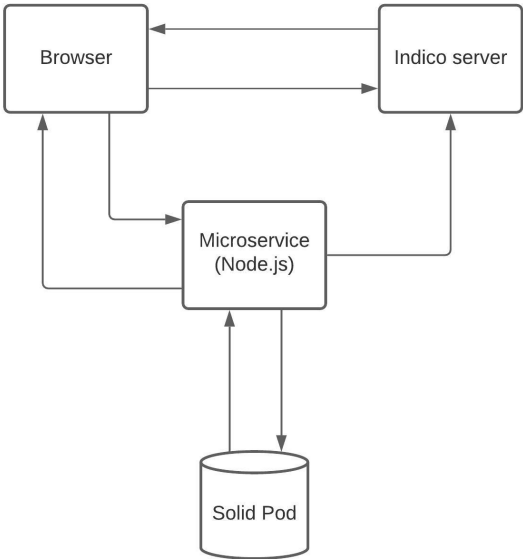 Browser
Indico server
Microservice
(Node.js)
Solid Pod